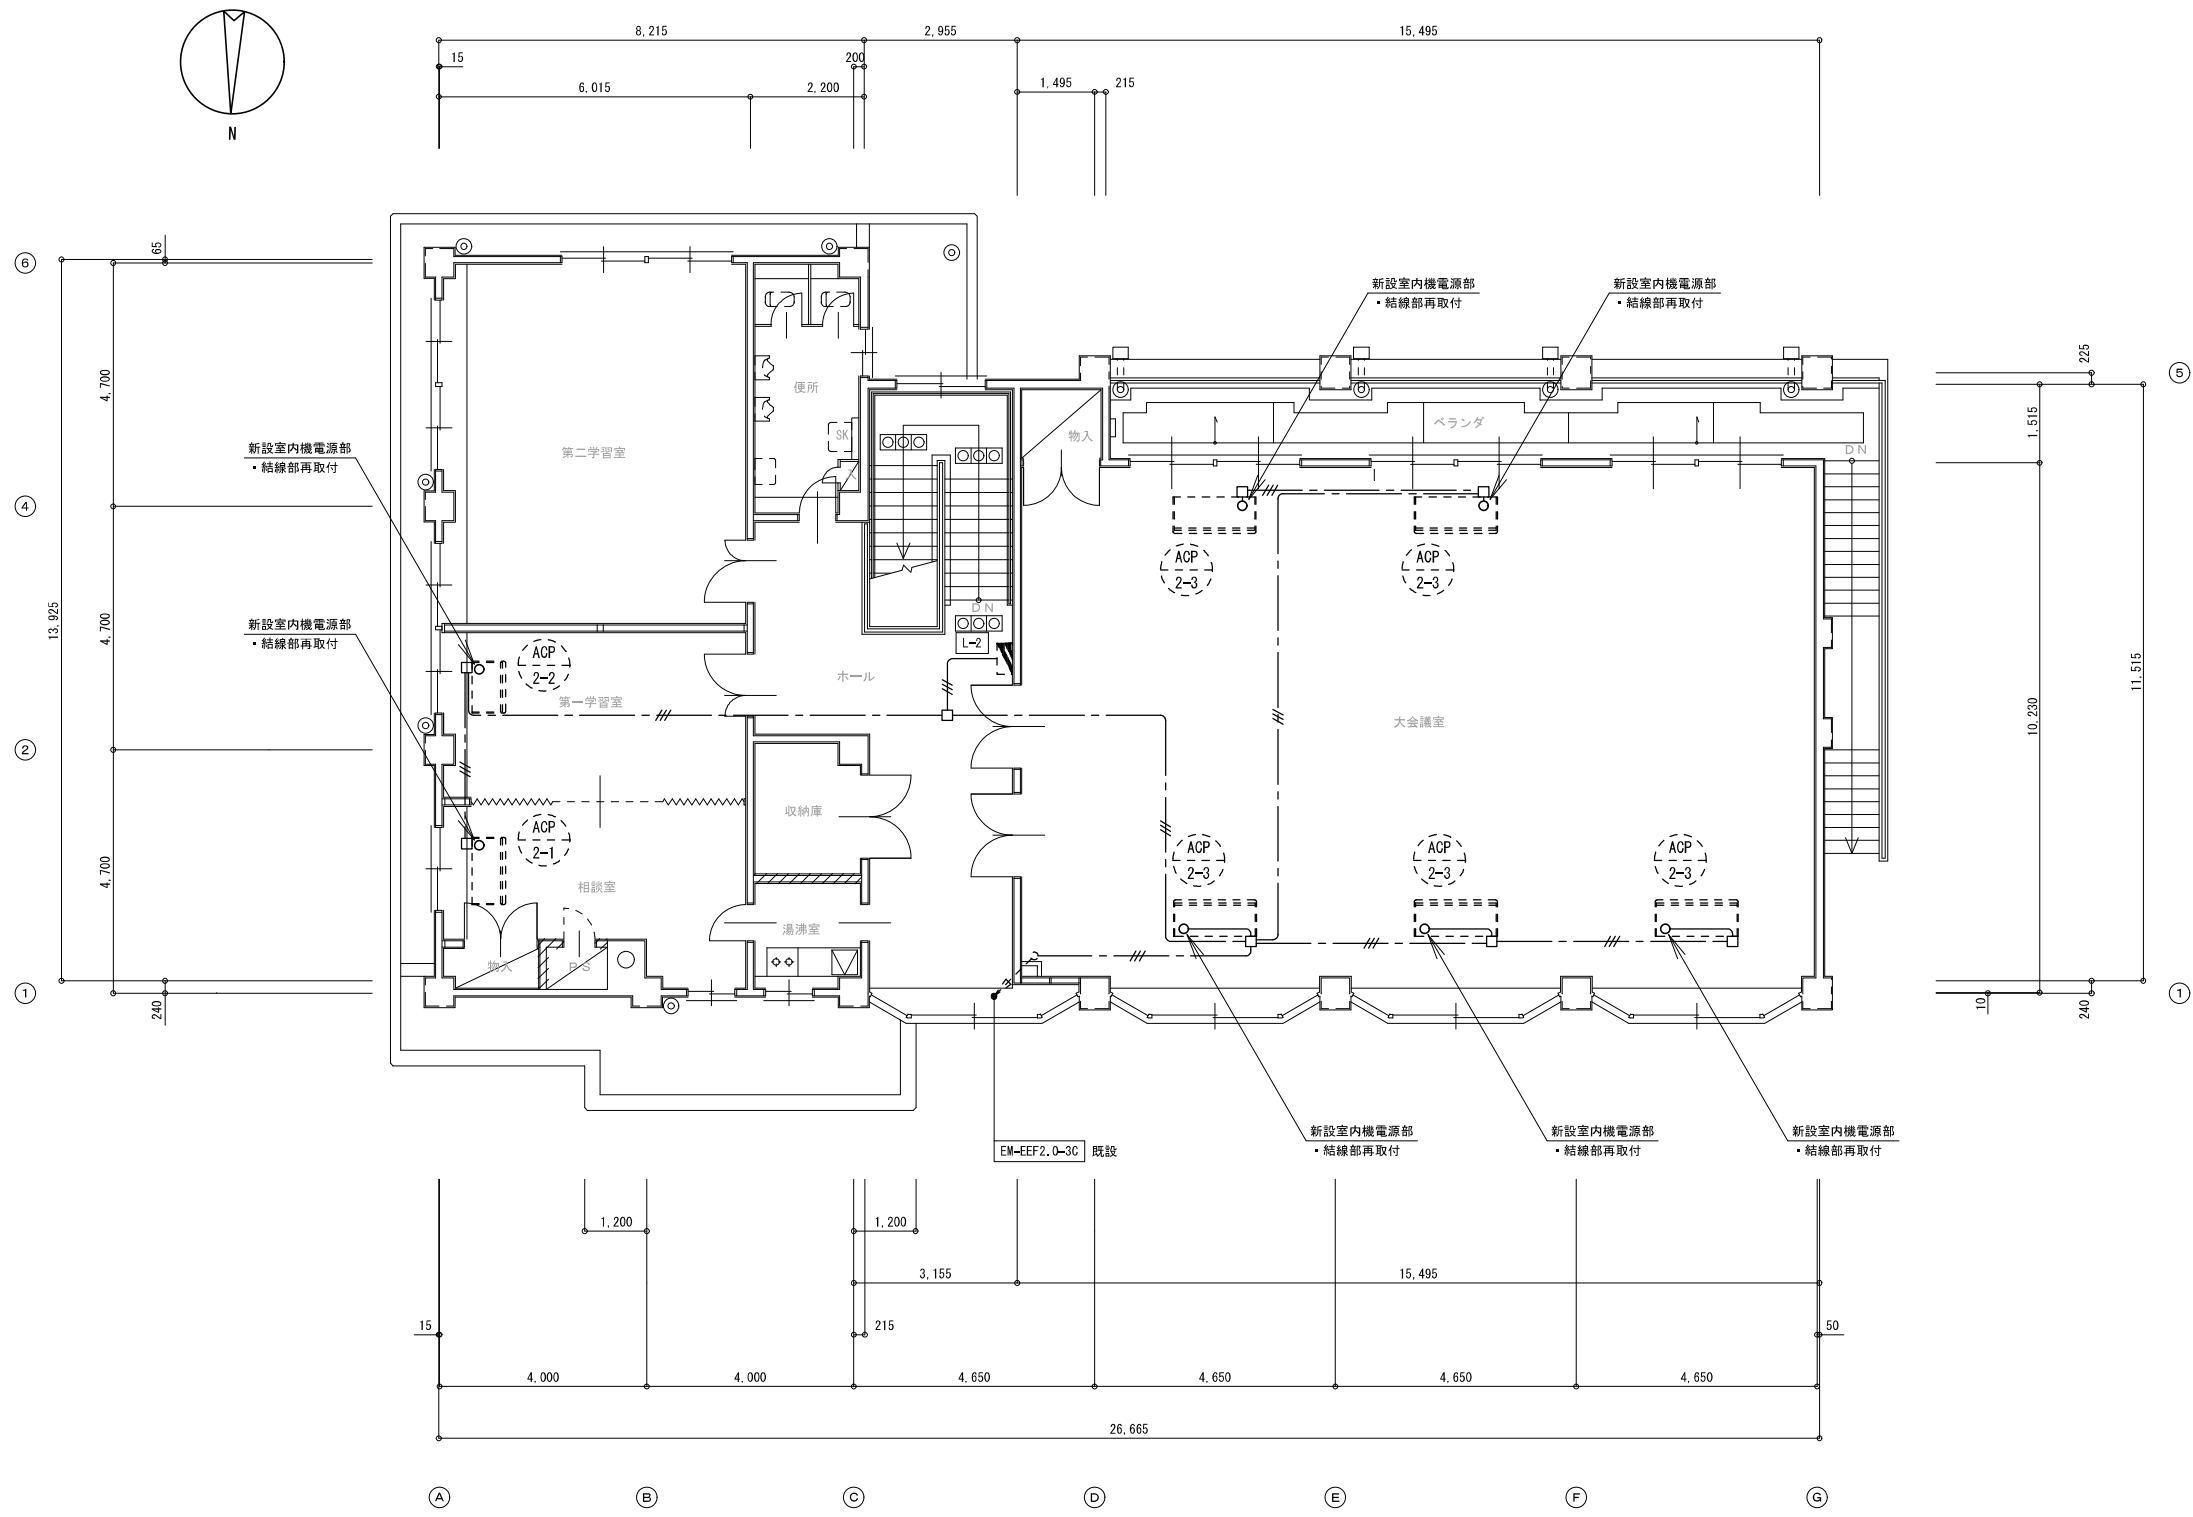 8,215
2,955
15,495
15
200
6,015
2,200
1,495
215
N
65
6
新設室内機電源部
・結線部再取付
新設室内機電源部
・結線部再取付
225
5
4,700
便所
ベランダ
1,515
物入
SK
DN
新設室内機電源部
・結線部再取付
第二学習室
4
ACP
2-3
ACP
2-3
13,925
4,700
新設室内機電源部
・結線部再取付
DN
L-2
ACP
2-2
ホール
11,515
第一学習室
大会議室
10,230
2
収納庫
ACP
2-1
ACP
2-3
ACP
2-3
ACP
2-3
4,700
相談室
湯沸室
物入
PS
1
240
10
240
1
新設室内機電源部
・結線部再取付
新設室内機電源部
・結線部再取付
新設室内機電源部
・結線部再取付
EM-EEF2.0-3C 既設
1,200
1,200
3,155
15,495
15
215
50
4,000
4,000
4,650
4,650
4,650
4,650
26,665
A
B
C
D
E
F
G